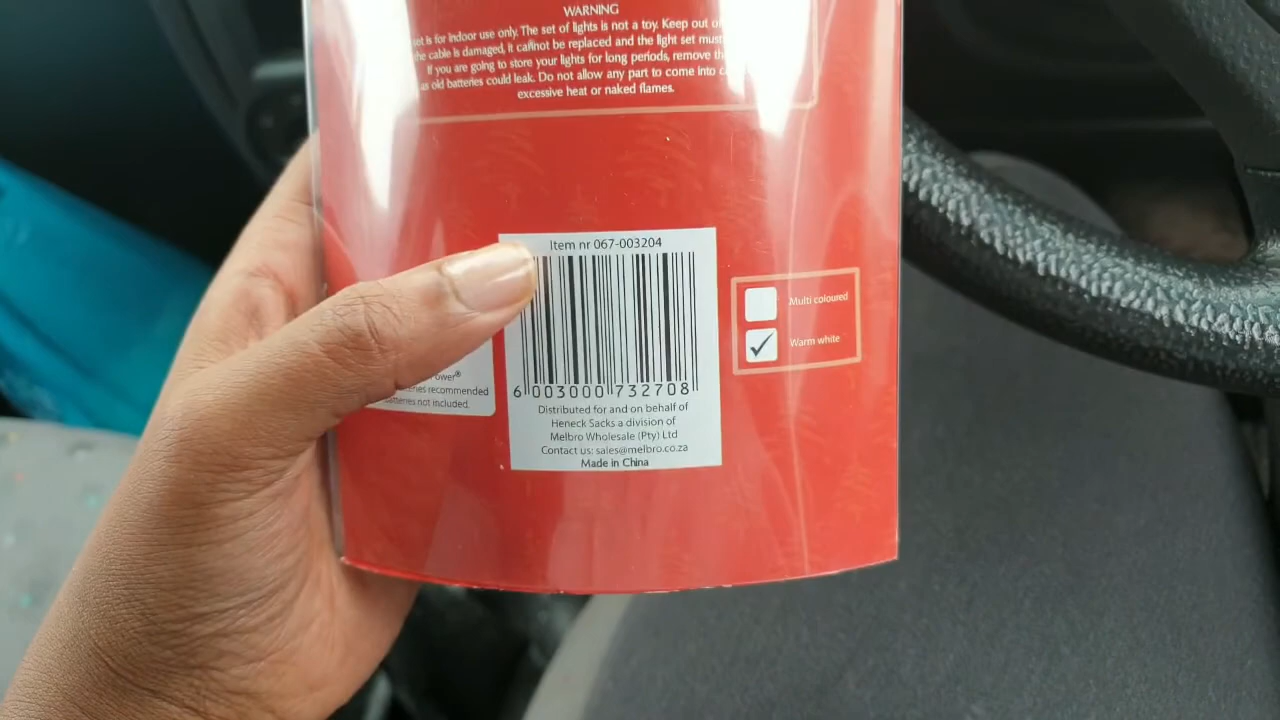 WARNING
set is for indoor use only. The set of lights is not a toy. Keep out of
the cable is damaged, it cannot be replaced and the light set must
If you are going to store your lights for long periods, remove
as old batteries could leak. Do not allow any part to come into
excessive heat or naked flames.
Item nr 067-003204
Multi coloured
Warm white
Power®
recommended
not included.
6 003000 732708
Distributed for and on behalf of
Heneck Sacks a division of
Melbro Wholesale (Pty) Ltd
Contact us: sales@melbro.co.za
Made in China